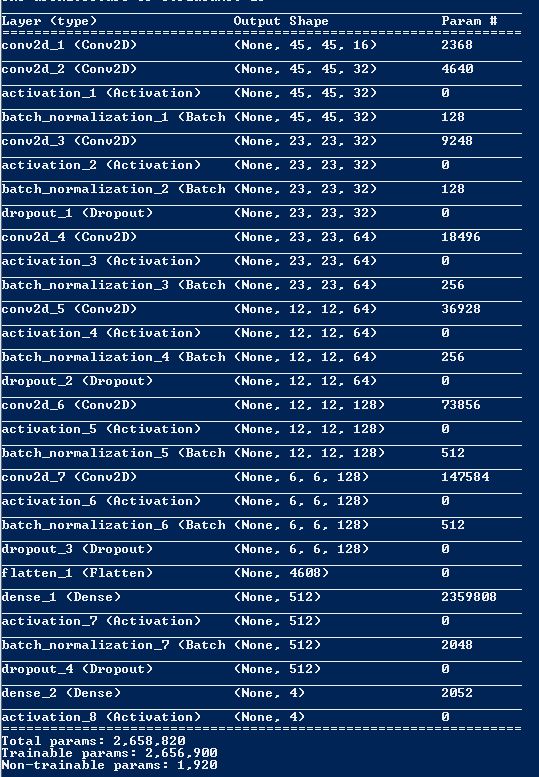 Layer (type) Output Shape Param #
conv2d_1 (Conv2D) (None, 45, 45, 16) 2368
conv2d_2 (Conv2D) (None, 45, 45, 32) 4640
activation_1 (Activation) (None, 45, 45, 32) 0
batch_normalization_1 (Batch (None, 45, 45, 32) 128
conv2d_3 (Conv2D) (None, 23, 23, 32) 9248
activation_2 (Activation) (None, 23, 23, 32) 0
batch_normalization_2 (Batch (None, 23, 23, 32) 128
dropout_1 (Dropout) (None, 23, 23, 32) 0
conv2d_4 (Conv2D) (None, 23, 23, 64) 18496
activation_3 (Activation) (None, 23, 23, 64) 0
batch_normalization_3 (Batch (None, 23, 23, 64) 256
conv2d_5 (Conv2D) (None, 12, 12, 64) 36928
activation_4 (Activation) (None, 12, 12, 64) 0
batch_normalization_4 (Batch (None, 12, 12, 64) 256
dropout_2 (Dropout) (None, 12, 12, 64) 0
conv2d_6 (Conv2D) (None, 12, 12, 128) 73856
activation_5 (Activation) (None, 12, 12, 128) 0
batch_normalization_5 (Batch (None, 12, 12, 128) 512
conv2d_7 (Conv2D) (None, 6, 6, 128) 147584
activation_6 (Activation) (None, 6, 6, 128) 0
batch_normalization_6 (Batch (None, 6, 6, 128) 512
dropout_3 (Dropout) (None, 6, 6, 128) 0
flatten_1 (Flatten) (None, 4608) 0
dense_1 (Dense) (None, 512) 2359808
activation_7 (Activation) (None, 512) 0
batch_normalization_7 (Batch (None, 512) 2048
dropout_4 (Dropout) (None, 512) 0
dense_2 (Dense) (None, 4) 2052
activation_8 (Activation) (None, 4) 0
Total params: 2,658,820
Trainable params: 2,656,900
Non-trainable params: 1,920